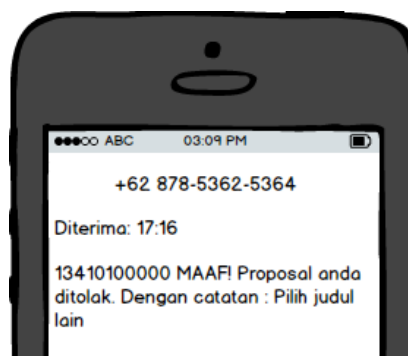 ABC 03:09 PM
+62 878-5362-5364
Diterima: 17:16
13410100000 MAAF! Proposal anda
ditolak. Dengan catatan : Pilih judul
lain